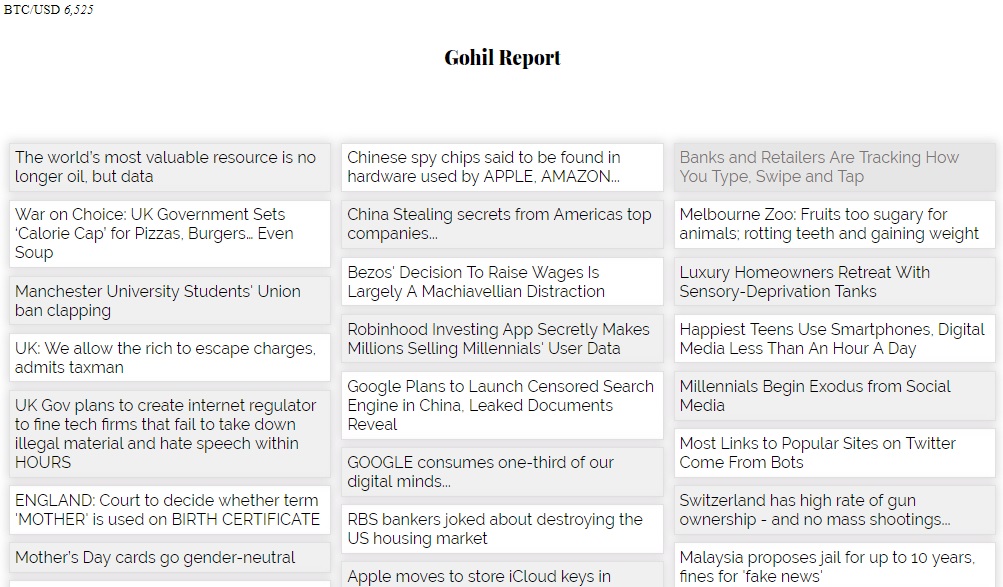 BTC/USD 6,525
Gohil Report
The world's most valuable resource is no
longer oil, but data
War on Choice: UK Government Sets
‘Calorie Cap’ for Pizzas, Burgers… Even
Soup
Manchester University Students' Union
ban clapping
UK: We allow the rich to escape charges,
admits taxman
UK Gov plans to create internet regulator
to fine tech firms that fail to take down
illegal material and hate speech within
HOURS
ENGLAND: Court to decide whether term
'MOTHER' is used on BIRTH CERTIFICATE
Mother's Day cards go gender-neutral
Chinese spy chips said to be found in
hardware used by APPLE, AMAZON...
China Stealing secrets from Americas top
companies...
Bezos' Decision To Raise Wages Is
Largely A Machiavellian Distraction
Robinhood Investing App Secretly Makes
Millions Selling Millennials' User Data
Google Plans to Launch Censored Search
Engine in China, Leaked Documents
Reveal
GOOGLE consumes one-third of our
digital minds...
RBS bankers joked about destroying the
US housing market
Apple moves to store iCloud keys in
Banks and Retailers Are Tracking How
You Type, Swipe and Tap
Melbourne Zoo: Fruits too sugary for
animals; rotting teeth and gaining weight
Luxury Homeowners Retreat With
Sensory-Deprivation Tanks
Happiest Teens Use Smartphones, Digital
Media Less Than An Hour A Day
Millennials Begin Exodus from Social
Media
Most Links to Popular Sites on Twitter
Come From Bots
Switzerland has high rate of gun
ownership - and no mass shootings...
Malaysia proposes jail for up to 10 years,
fines for 'fake news'